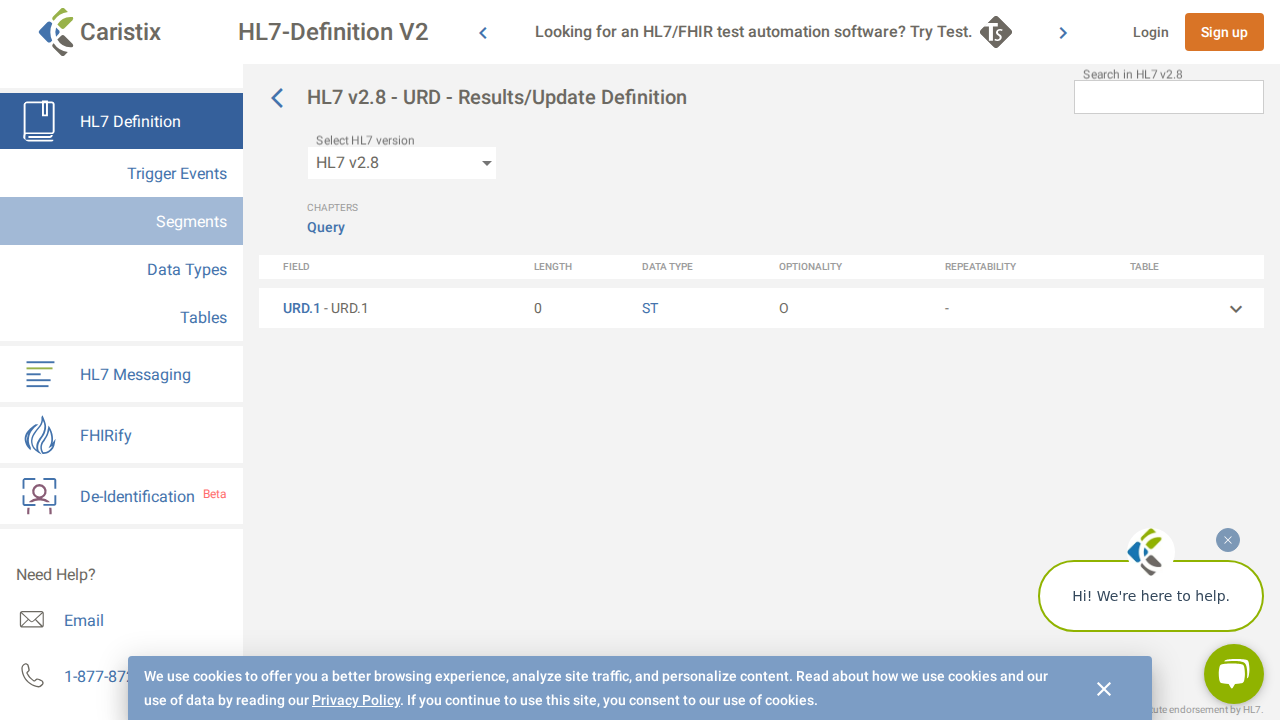 Caristix
HL7-Definition V2
Looking for an HL7/FHIR test automation software? Try Test.
Ts
Login
Sign up
Search in HL7 v2.8
HL7 v2.8 - URD - Results/Update Definition
HL7 Definition
Select HL7 version
HL7 v2.8
Trigger Events
Segments
Data Types
Tables
CHAPTERS
Query
FIELD LENGTH DATA TYPE OPTIONALITY REPEATABILITY TABLE
URD.1 - URD.1 0 ST O -
HL7 Messaging
FHIRify
De-Identification Beta
Need Help?
Email
1-877-872
Hi! We're here to help.
We use cookies to offer you a better browsing experience, analyze site traffic, and personalize content. Read about how we use cookies and our
use of data by reading our Privacy Policy. If you continue to use this site, you consent to our use of cookies.
endorsement by HL7.